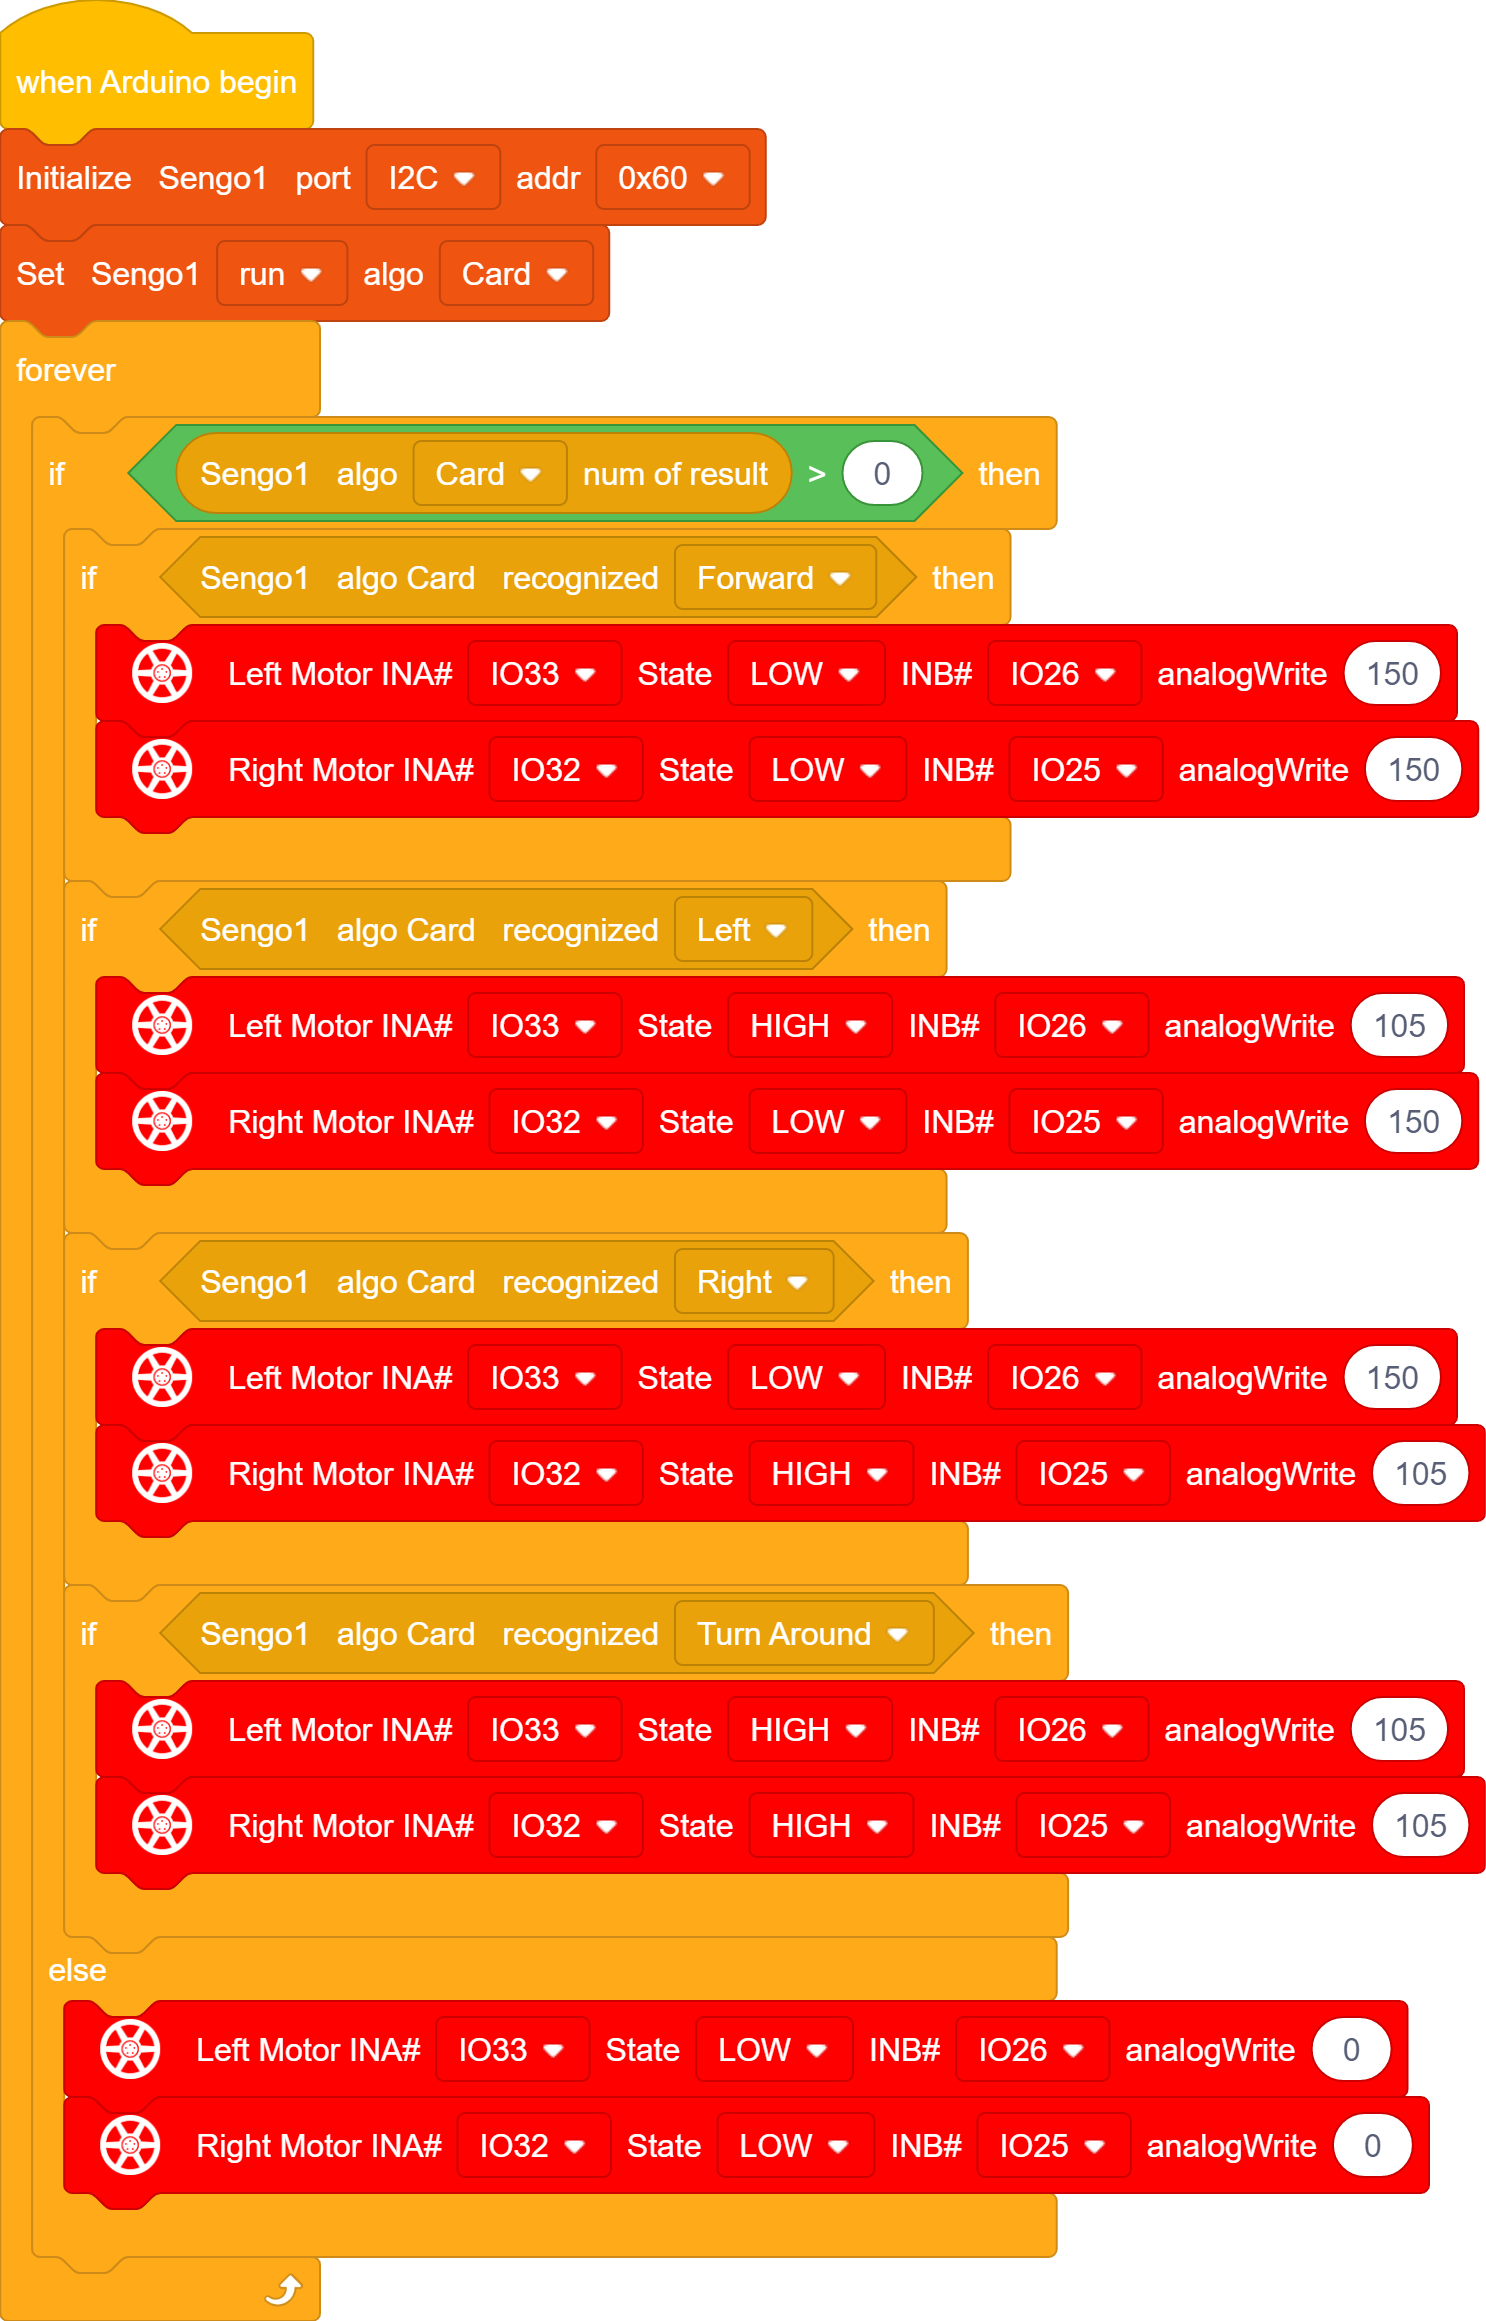 when Arduino begin
Initialize Sengo1 port I2C addr 0x60
Set Sengo1 run algo Card
forever
if Sengo1 algo Card num of result > 0 then
if Sengo1 algo Card recognized Forward then
Left Motor INA# IO33 State LOW INB# IO26 analogWrite 150
Right Motor INA# IO32 State LOW INB# IO25 analogWrite 150
if Sengo1 algo Card recognized Left then
Left Motor INA# IO33 State HIGH INB# IO26 analogWrite 105
Right Motor INA# IO32 State LOW INB# IO25 analogWrite 150
if Sengo1 algo Card recognized Right then
Left Motor INA# IO33 State LOW INB# IO26 analogWrite 150
Right Motor INA# IO32 State HIGH INB# IO25 analogWrite 105
if Sengo1 algo Card recognized Turn Around then
Left Motor INA# IO33 State HIGH INB# IO26 analogWrite 105
Right Motor INA# IO32 State HIGH INB# IO25 analogWrite 105
else
Left Motor INA# IO33 State LOW INB# IO26 analogWrite 0
Right Motor INA# IO32 State LOW INB# IO25 analogWrite 0